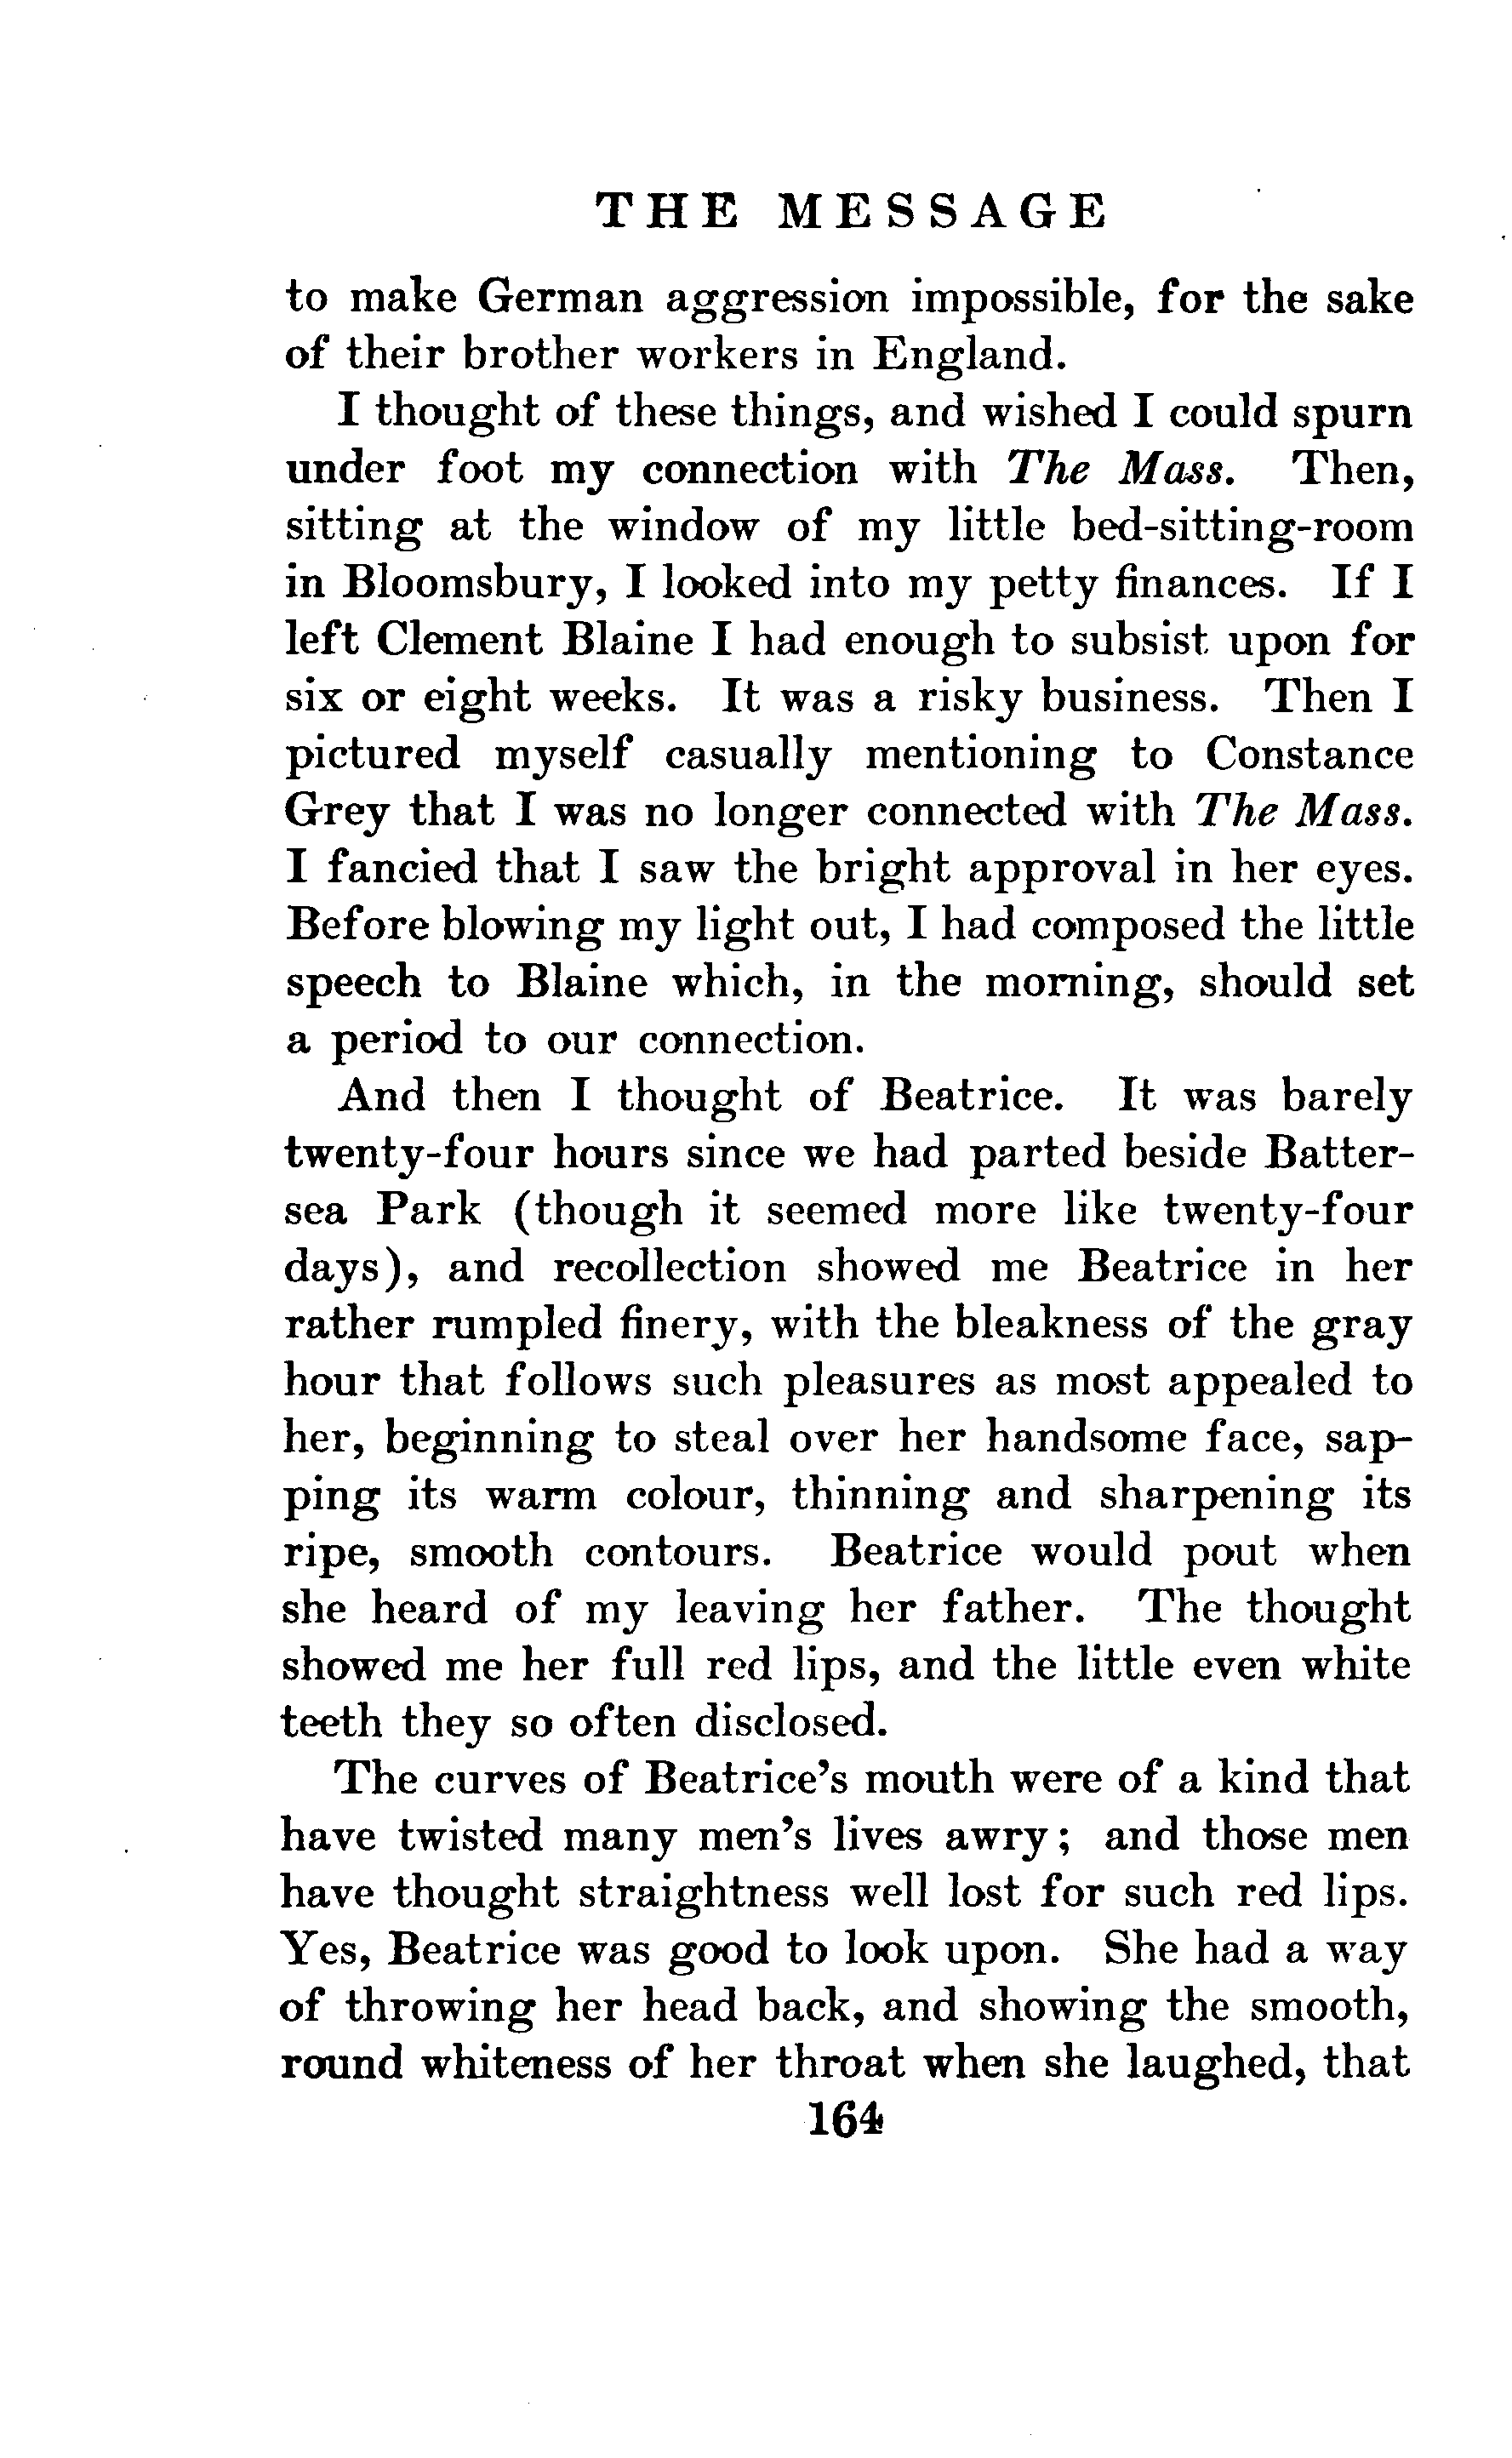 THE MESSAGE
to make German aggression impossible, for the sake
of their brother workers in England.
I thought of these things, and wished I could spurn
under foot my connection with The Mass. Then,
sitting at the window of my little bed-sitting-room
in Bloomsbury, I looked into my petty finances. If I
left Clement Blaine I had enough to subsist upon for
six or eight weeks. It was a risky business. Then I
pictured myself casually mentioning to Constance
Grey that I was no longer connected with The Mass.
I fancied that I saw the bright approval in her eyes.
Before blowing my light out, I had composed the little
speech to Blaine which, in the morning, should set
a period to our connection.
And then I thought of Beatrice. It was barely
twenty-four hours since we had parted beside Batter-
sea Park (though it seemed more like twenty-four
days), and recollection showed me Beatrice in her
rather rumpled finery, with the bleakness of the gray
hour that follows such pleasures as most appealed to
her, beginning to steal over her handsome face, sap-
ping its warm colour, thinning and sharpening its
ripe, smooth contours. Beatrice would pout when
she heard of my leaving her father. The thought
showed me her full red lips, and the little even white
teeth they so often disclosed.
The curves of Beatrice's mouth were of a kind that
have twisted many men's lives awry; and those men
have thought straightness well lost for such red lips.
Yes, Beatrice was good to look upon. She had a way
of throwing her head back, and showing the smooth,
round whiteness of her throat when she laughed, that
164